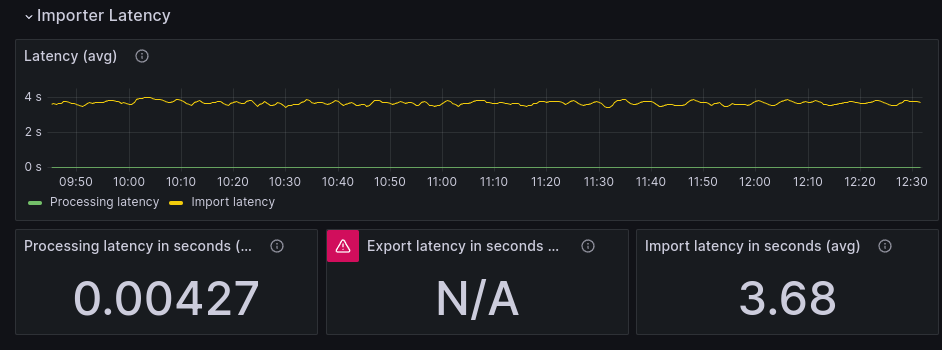 Importer Latency
Latency (avg)
4 s
2 s
0 s
09:50 10:00 10:10 10:20 10:30 10:40 10:50 11:00 11:10 11:20 11:30 11:40 11:50 12:00 12:10 12:20 12:30
Processing latency Import latency
Processing latency in seconds (... Export latency in seconds ... Import latency in seconds (avg)
0.00427 N/A 3.68